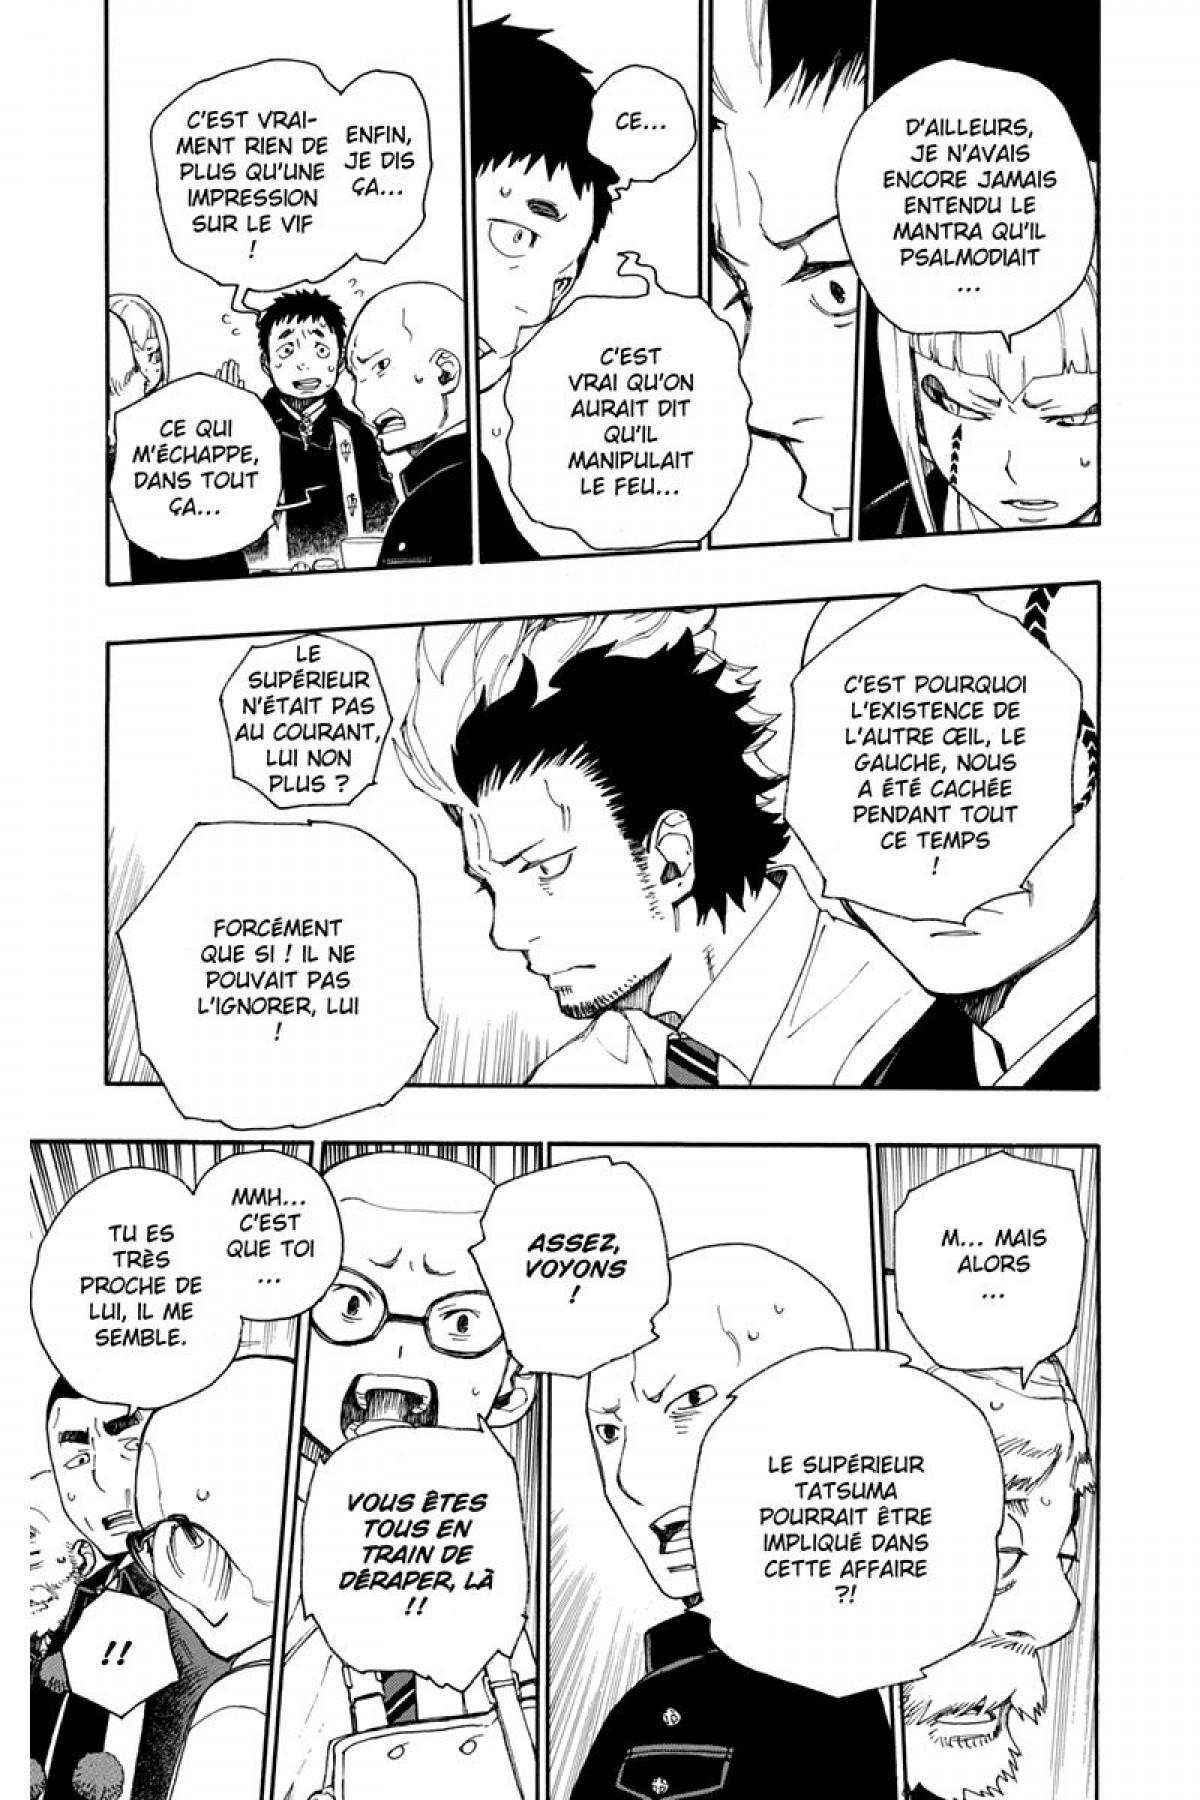 D'AILLEURS,
JE N'AVAIS
ENCORE JAMAIS
ENTENDU LE
MANTRA QU'IL
PSALMODIAIT
...
CE...
C'EST
VRAI QU'ON
AURAIT DIT
QU'IL
MANIPULAIT
LE FEU...
ENFIN,
JE DIS
ÇA...
C'EST VRAI-
MENT RIEN DE
PLUS QU'UNE
IMPRESSION
SUR LE VIF
!
CE QUI
M'ÉCHAPPE,
DANS TOUT
ÇA...
C'EST POURQUOI
L'EXISTENCE DE
L'AUTRE ŒIL, LE
GAUCHE, NOUS
A ÉTÉ CACHÉE
PENDANT TOUT
CE TEMPS
!
LE
SUPÉRIEUR
N'ÉTAIT PAS
AU COURANT,
LUI NON
PLUS ?
FORCÉMENT
QUE SI ! IL NE
POUVAIT PAS
L'IGNORER, LUI
!
M... MAIS
ALORS
...
LE SUPÉRIEUR
TATSUMA
POURRAIT ÊTRE
IMPLIQUÉ DANS
CETTE AFFAIRE
?!
ASSEZ,
VOYONS
!
VOUS ÊTES
TOUS EN
TRAIN DE
DÉRAPER, LÀ
!!
MMH...
C'EST
QUE TOI
...
TU ES
TRÈS
PROCHE DE
LUI, IL ME
SEMBLE.
!!